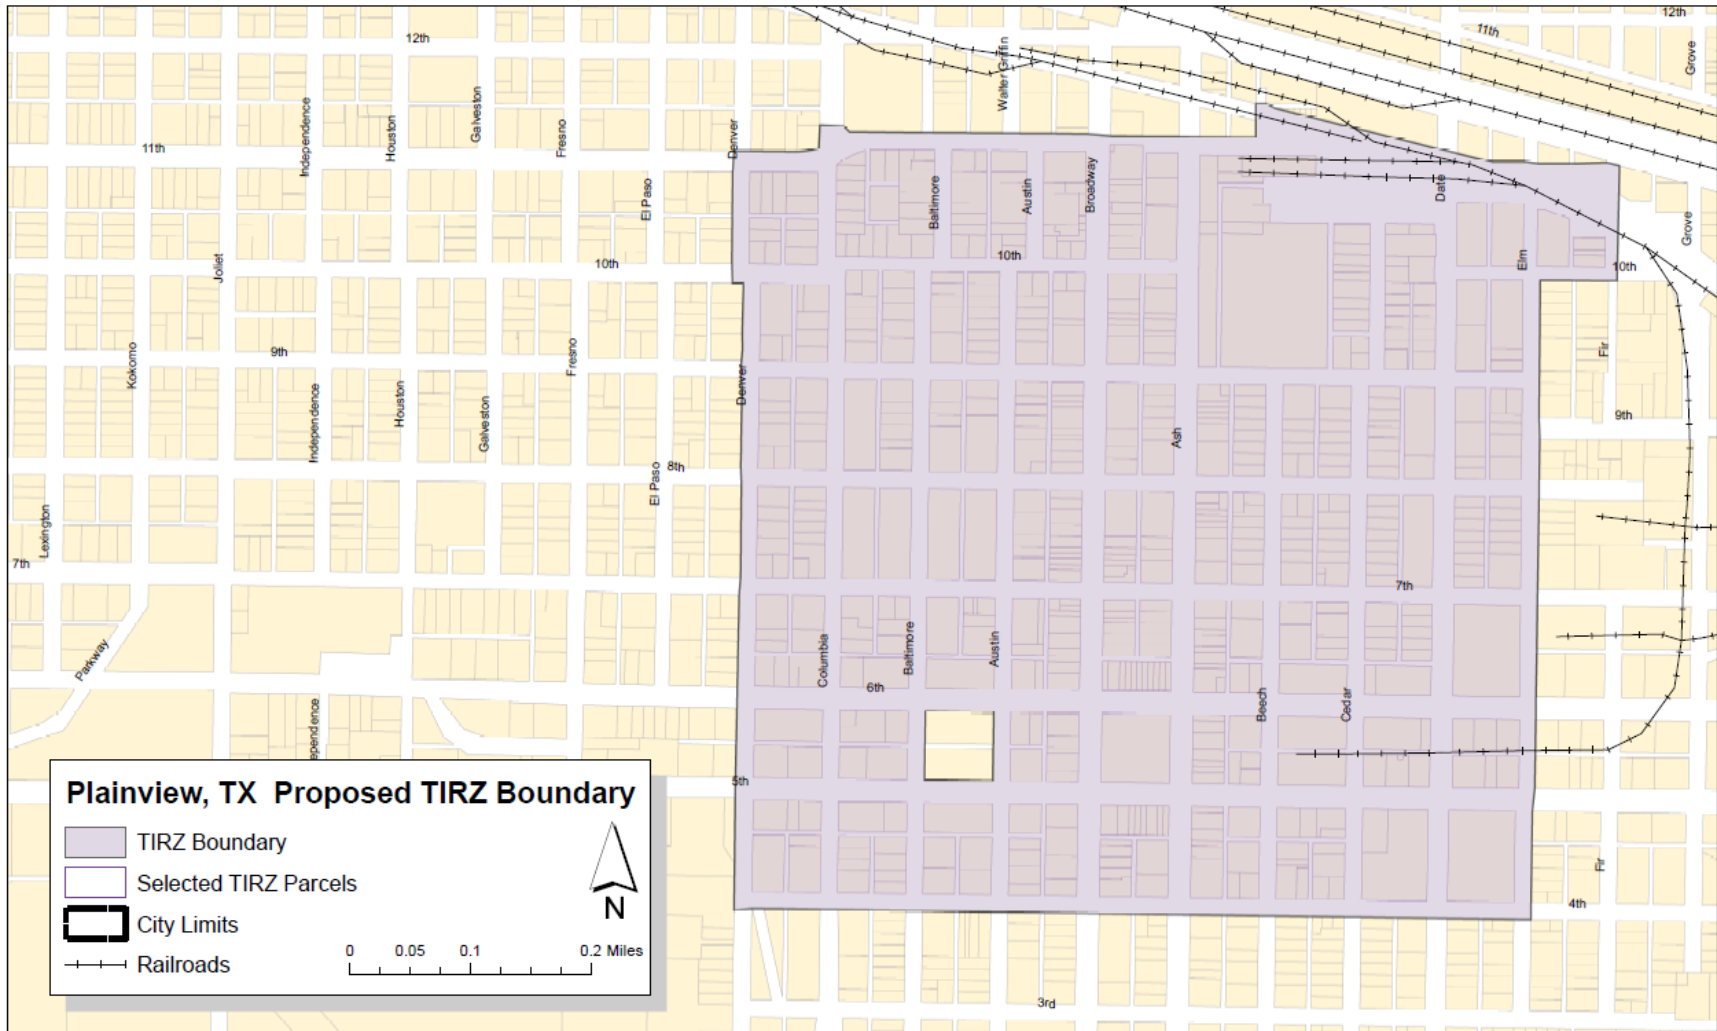 12th
12th
11th
Grove
Walter Griffin
Galveston
Independence
Houston
Fresno
Denver
11th
Baltimore
Austin
Broadway
Date
El Paso
Grove
Joliet
10th
10th
Elm
10th
Kokomo
9th
Fresno
Fir
Denver
Independence
Houston
Galveston
9th
Ash
8th
El Paso
Lexington
7th
7th
Parkway
Columbia
Baltimore
Austin
6th
Beech
Cedar
ependence
5th
Fir
4th
3rd
Plainview, TX Proposed TIRZ Boundary
TIRZ Boundary
Selected TIRZ Parcels
City Limits
Railroads
N
0 0.05 0.1 0.2 Miles